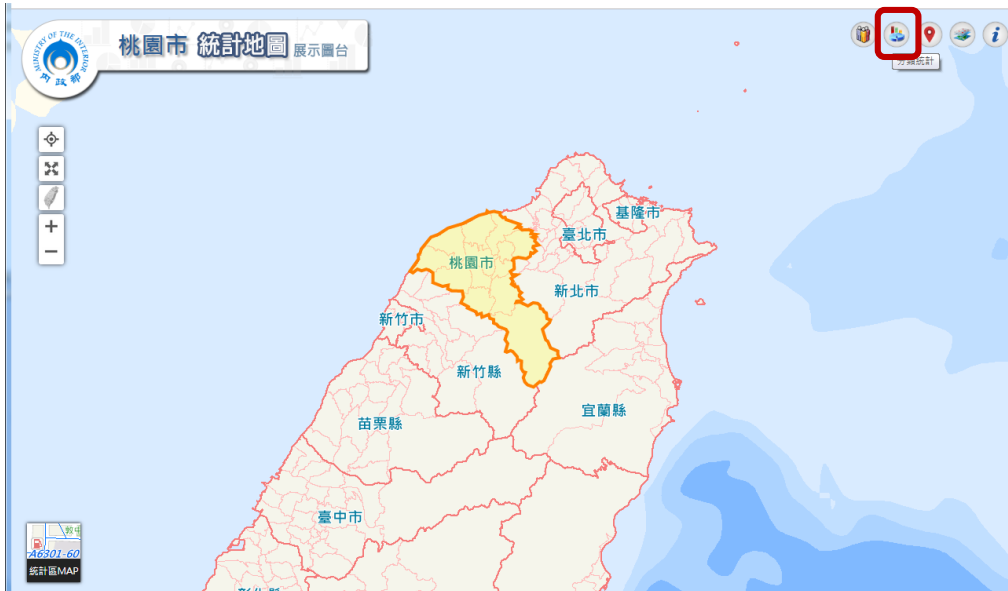 MINISTRY OF THE INTERIOR
內政部
桃園市 統計地圖 展示圖台
i
分類統計
+
−
基隆市
臺北市
桃園市
新北市
新竹市
新竹縣
宜蘭縣
苗栗縣
臺中市
彰化縣
A6301-60
統計區MAP